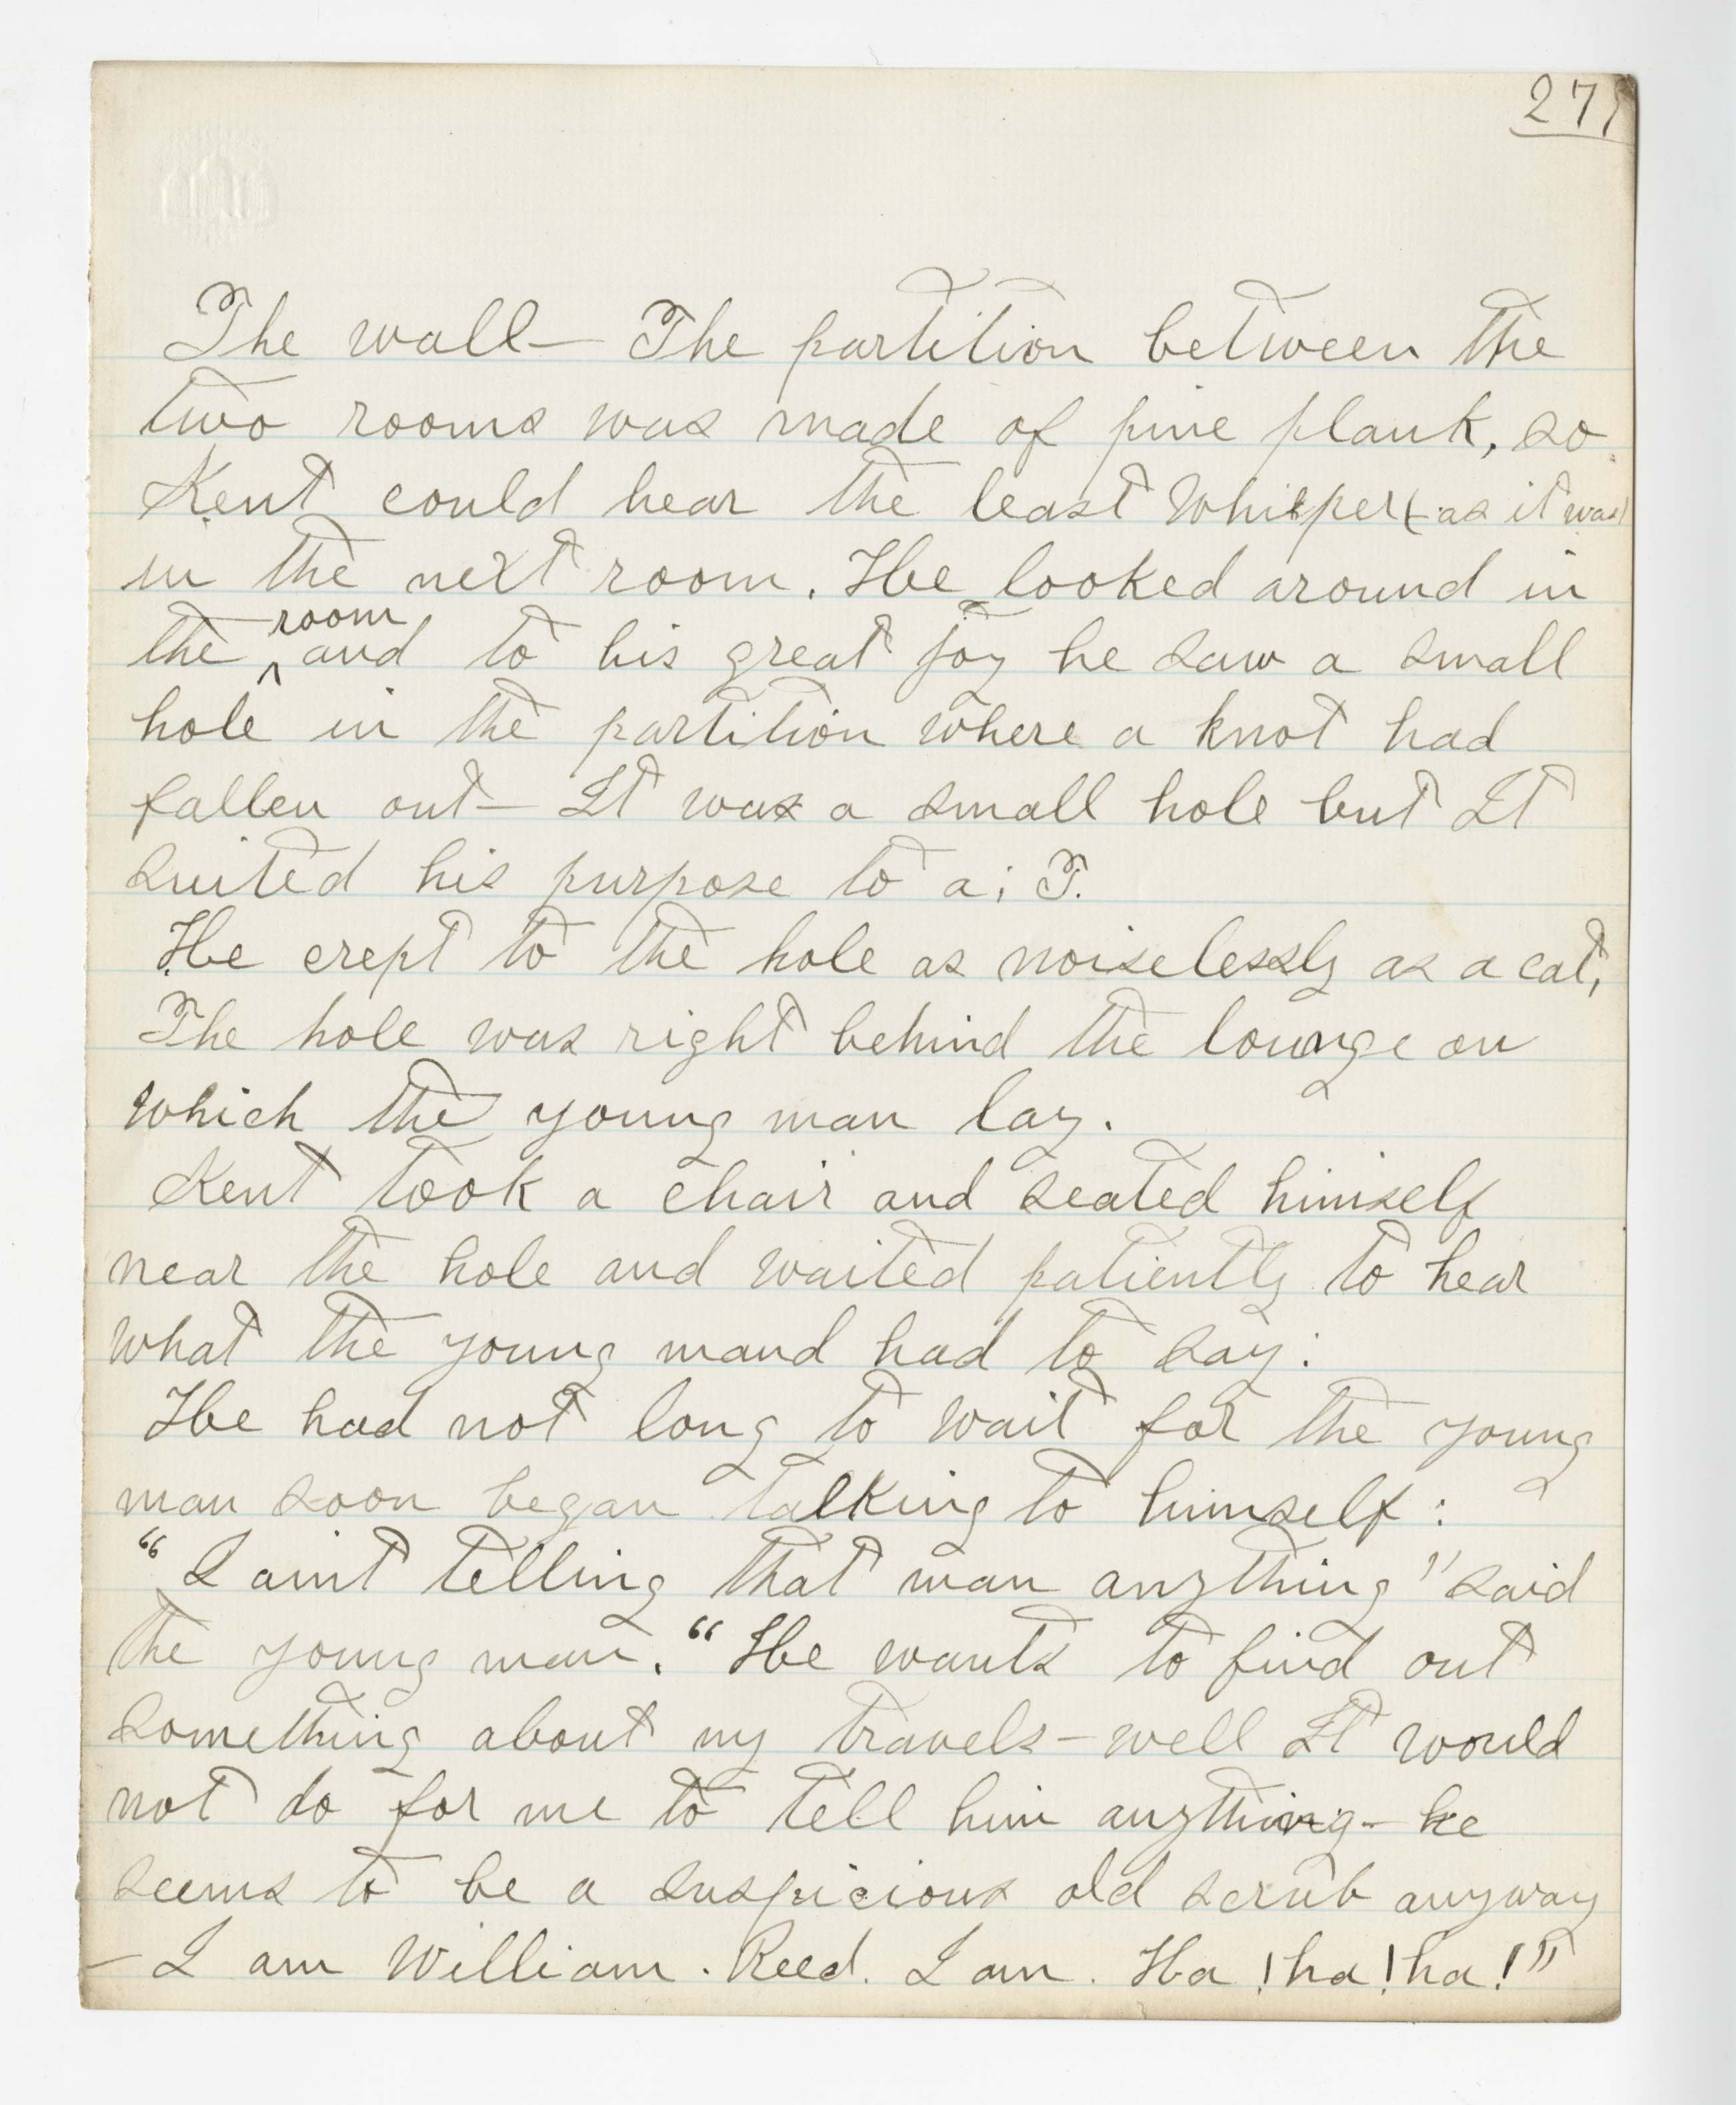 277
The wall— The partition between the
two rooms was made of pine plank, so
Kent could hear the least whisper (as it was)
in the next room. He looked around in
the ^room and to his great joy he saw a small
hole in the partition where a knot had
fallen out— It was a small hole but It
suited his purpose to a; T.
He crept to the hole as noiselessly as a cat,
The hole was right behind the lounge on
which the young man lay.
Kent took a chair and seated himself
near the hole and waited patiently to hear
what the young mand had to say:
He had not long to wait for the young
man soon began talking to himself:
"I aint telling that man anything" said
the young man. "He wants to find out
something about my travels—well It would
not do for me to tell him anything—he
seems to be a suspicious old scrub anyway
— I am William. Reed. I am. Ha! ha! ha!"